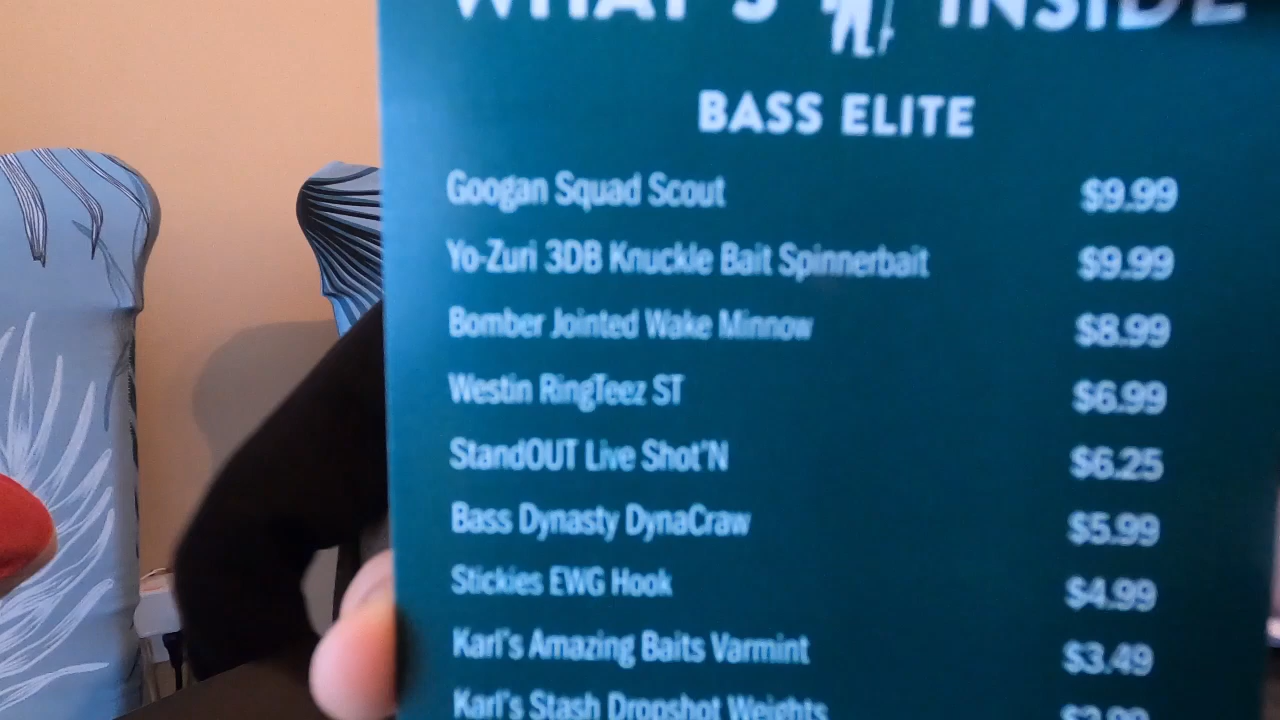 WHAT'S INSIDE
BASS ELITE
Googan Squad Scout $9.99
Yo-Zuri 3DB Knuckle Bait Spinnerbait $9.99
Bomber Jointed Wake Minnow $8.99
Westin RingTeez ST $6.99
StandOUT Live Shot'N $6.25
Bass Dynasty DynaCraw $5.99
Stickies EWG Hook $4.99
Karl's Amazing Baits Varmint $3.49
Karl's Stash Dropshot Weights